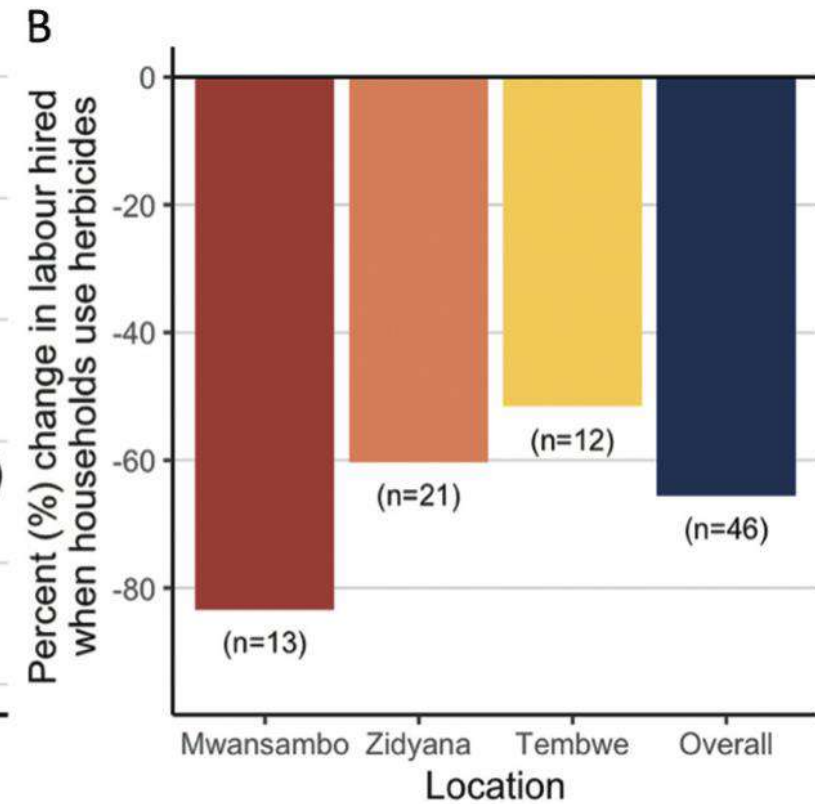 B
Percent (%) change in labour hired
when households use herbicides
0
-20
-40
-60
-80
(n=13)
(n=21)
(n=12)
(n=46)
Mwansambo Zidyana Tembwe Overall
Location